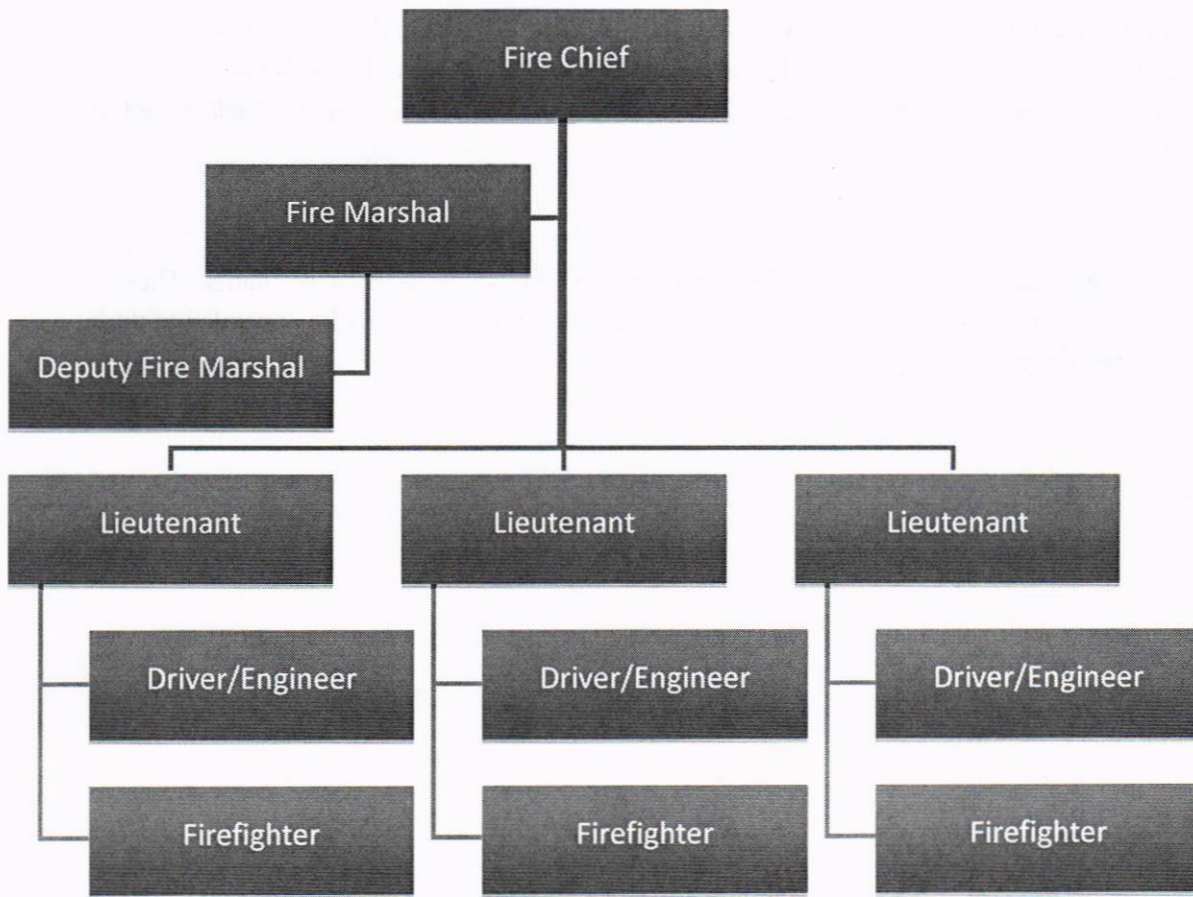 Fire Chief
Fire Marshal
Deputy Fire Marshal
Lieutenant
Lieutenant
Lieutenant
Driver/Engineer
Driver/Engineer
Driver/Engineer
Firefighter
Firefighter
Firefighter